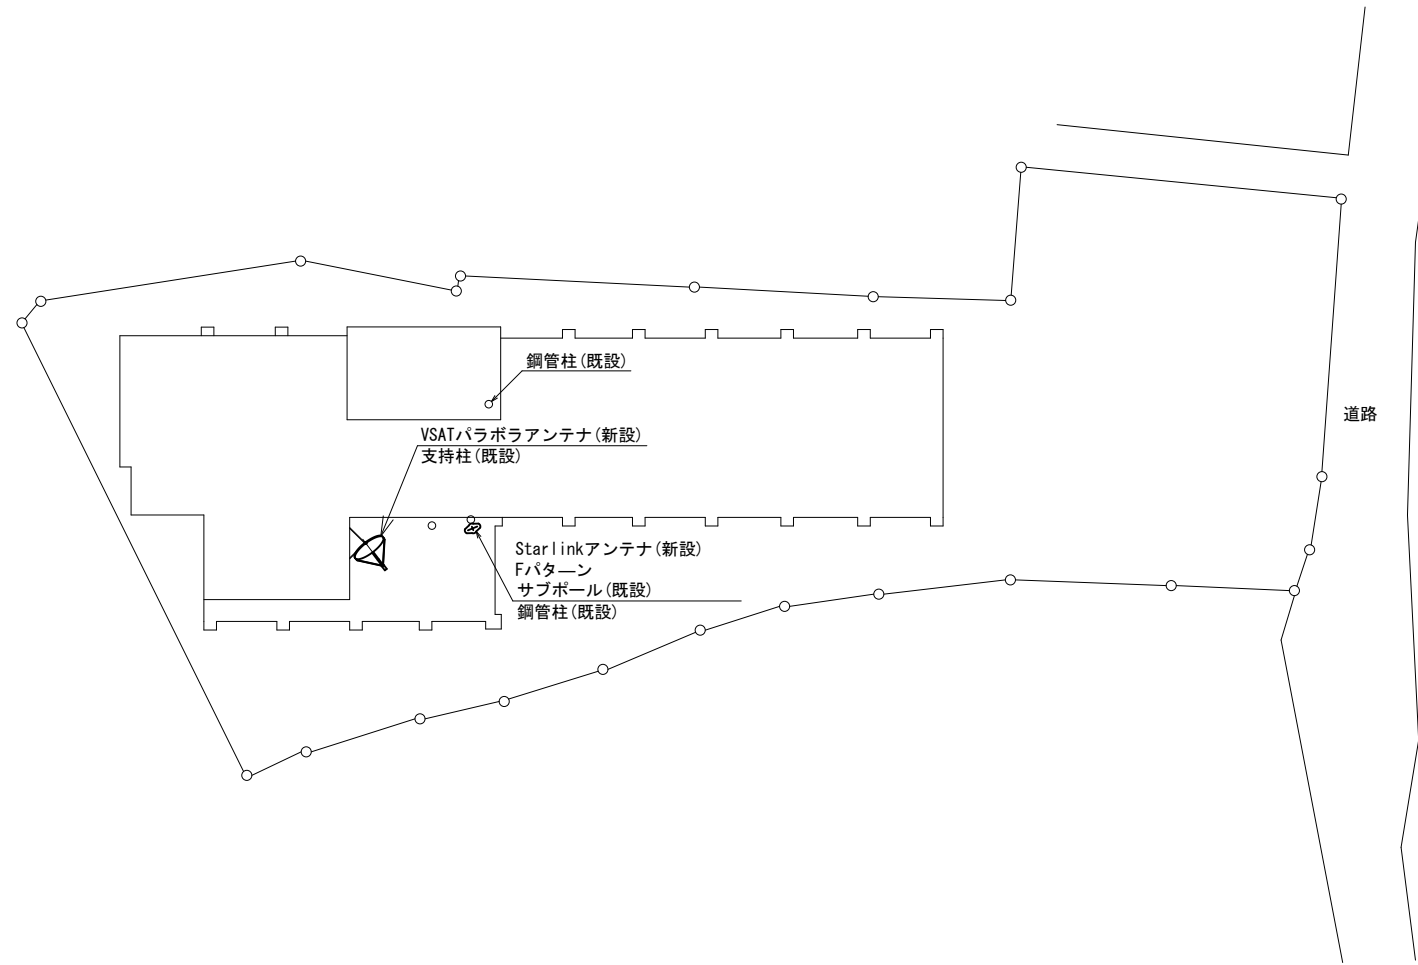 鋼管柱(既設)
VSATパラボラアンテナ(新設)
支持柱(既設)
道路
Starlinkアンテナ(新設)
Fパターン
サブポール(既設)
鋼管柱(既設)